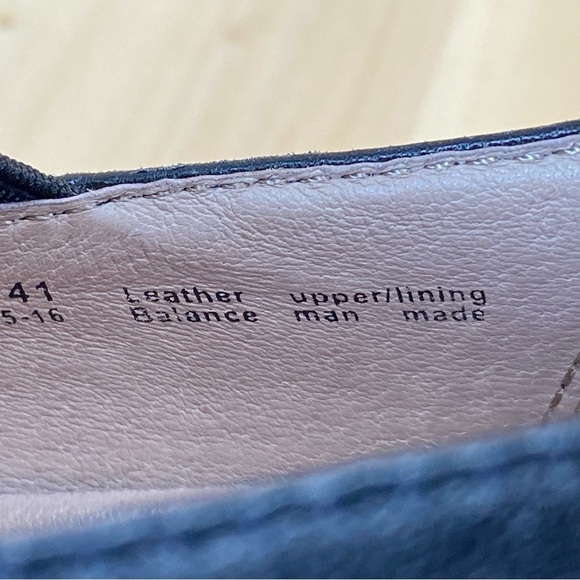 41 Leather upper/lining
5-16 Balance man made